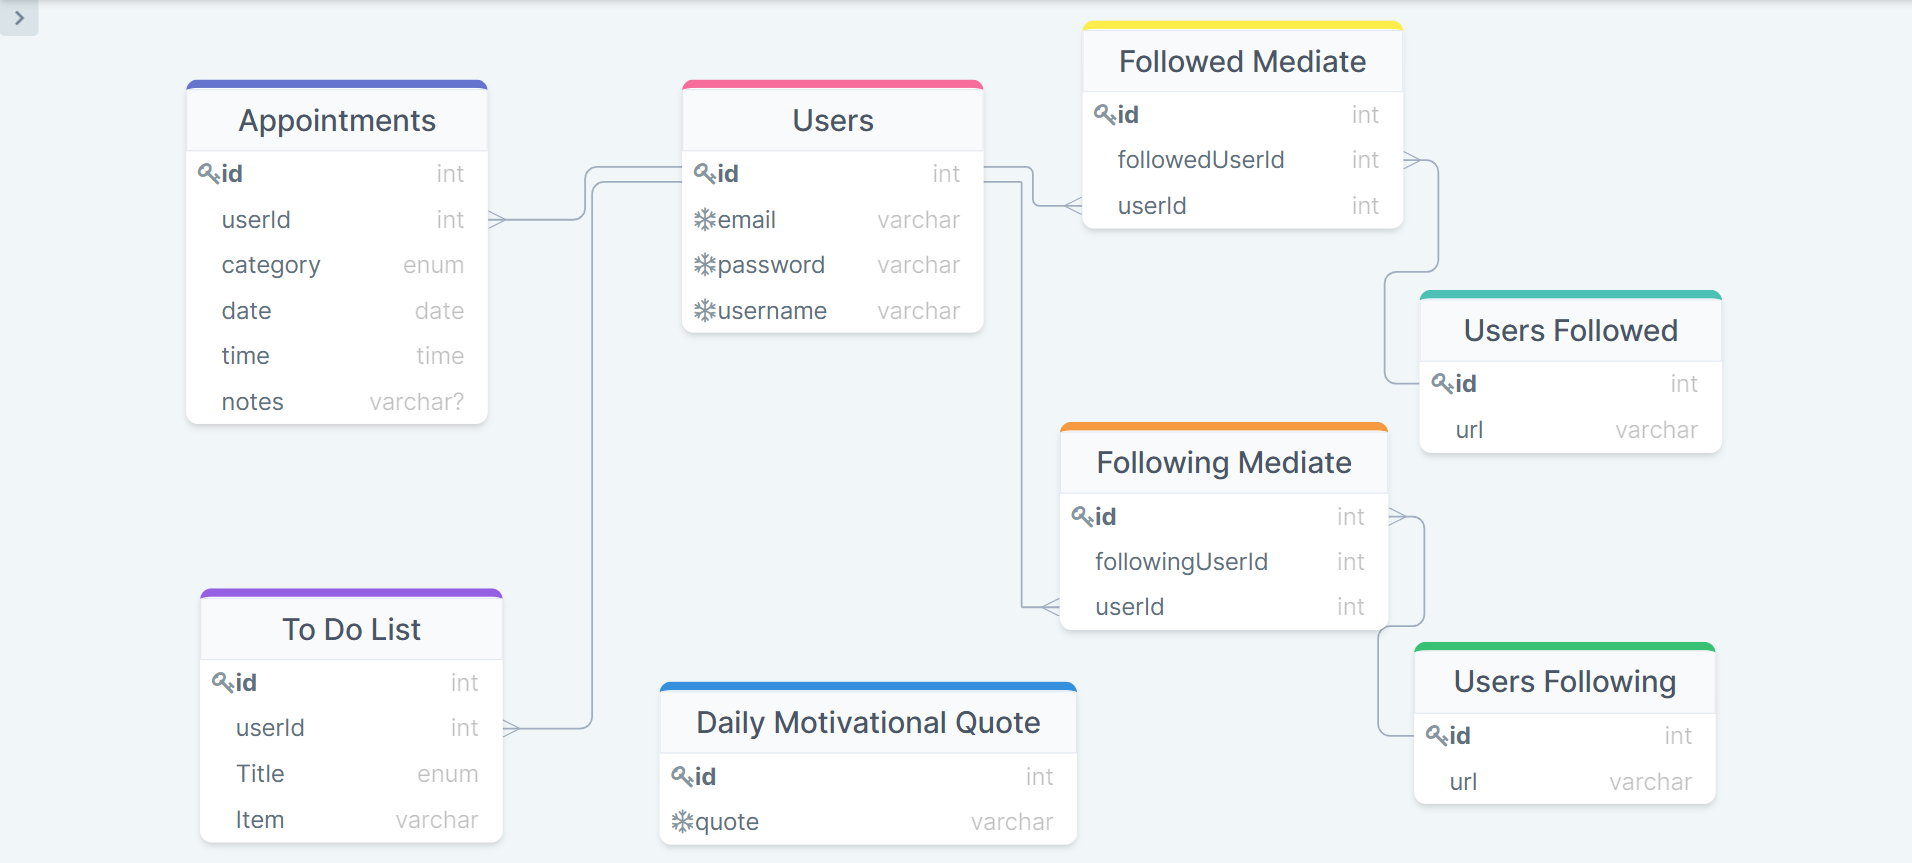 Appointments
id int
userId int
category enum
date date
time time
notes varchar?
Users
id int
email varchar
password varchar
username varchar
Followed Mediate
id int
followedUserId int
userId int
Users Followed
id int
url varchar
Following Mediate
id int
followingUserId int
userId int
To Do List
id int
userId int
Title enum
Item varchar
Daily Motivational Quote
id int
quote varchar
Users Following
id int
url varchar